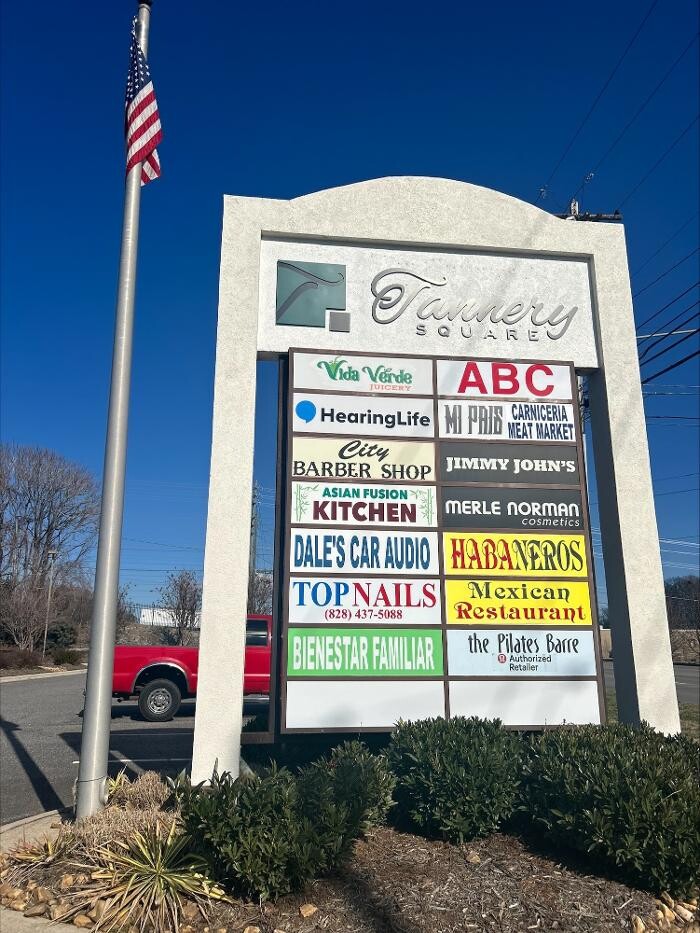 Tannery
SQUARE
Vida Verde
JUICERY
ABC
HearingLife
MI PAIS
CARNICERIA
MEAT MARKET
City
BARBER SHOP
JIMMY JOHN'S
ASIAN FUSION
KITCHEN
MERLE NORMAN
cosmetics
DALE'S CAR AUDIO
HABANEROS
TOPNAILS
(828) 437-5088
Mexican
Restaurant
BIENESTAR FAMILIAR
the Pilates Barre
Authorized
Retailer